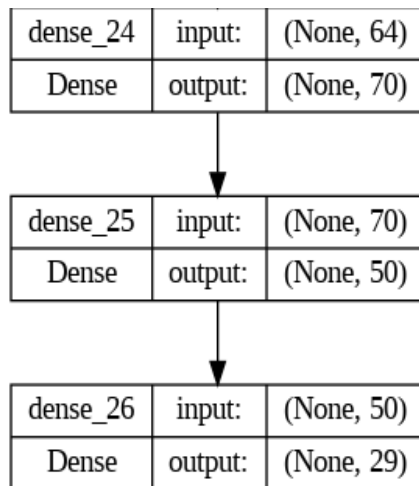 dense_24 input: (None, 64)
Dense output: (None, 70)
dense_25 input: (None, 70)
Dense output: (None, 50)
dense_26 input: (None, 50)
Dense output: (None, 29)